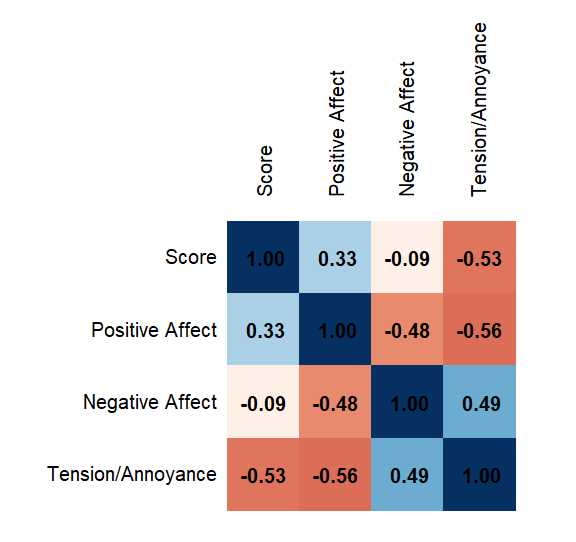 Score
Positive Affect
Negative Affect
Tension/Annoyance
Score 1.00 0.33 -0.09 -0.53
Positive Affect 0.33 1.00 -0.48 -0.56
Negative Affect -0.09 -0.48 1.00 0.49
Tension/Annoyance -0.53 -0.56 0.49 1.00